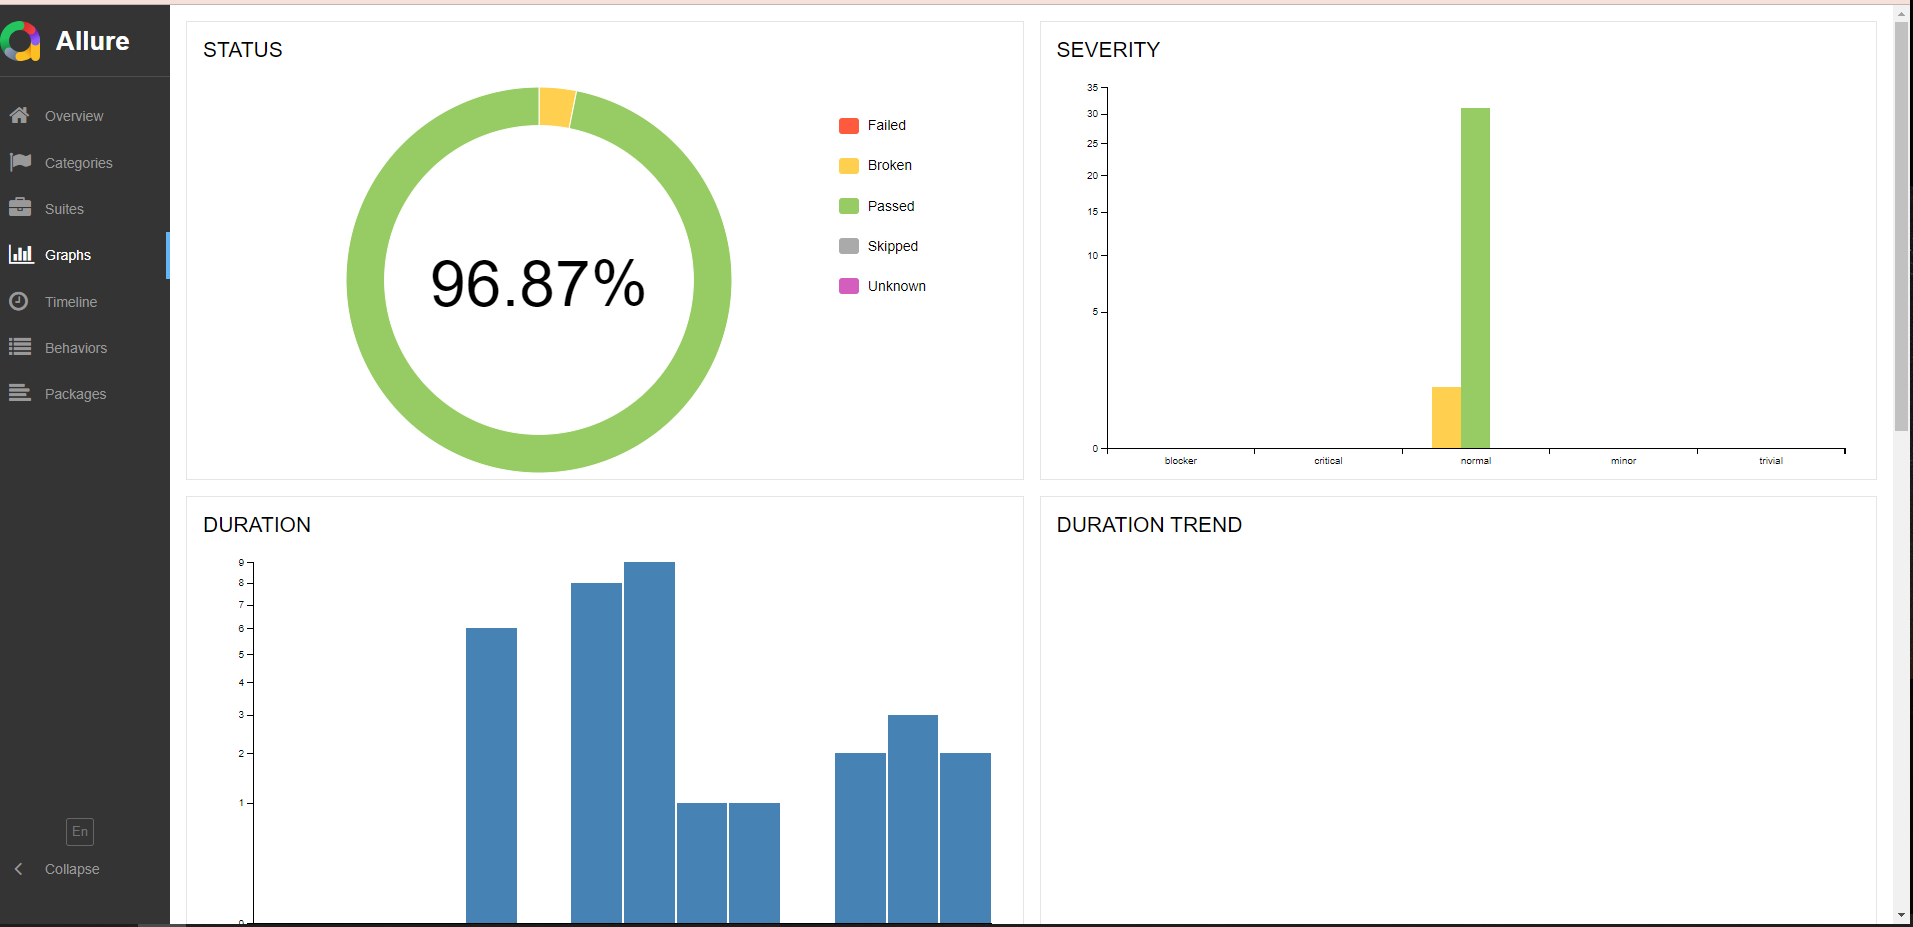 Allure
Overview
Categories
Suites
Graphs
Timeline
Behaviors
Packages
En
Collapse
STATUS
96.87%
Failed
Broken
Passed
Skipped
Unknown
SEVERITY
35
30
25
20
15
10
5
0
blocker critical normal minor trivial
DURATION
9
8
7
6
5
4
3
2
1
0
DURATION TREND